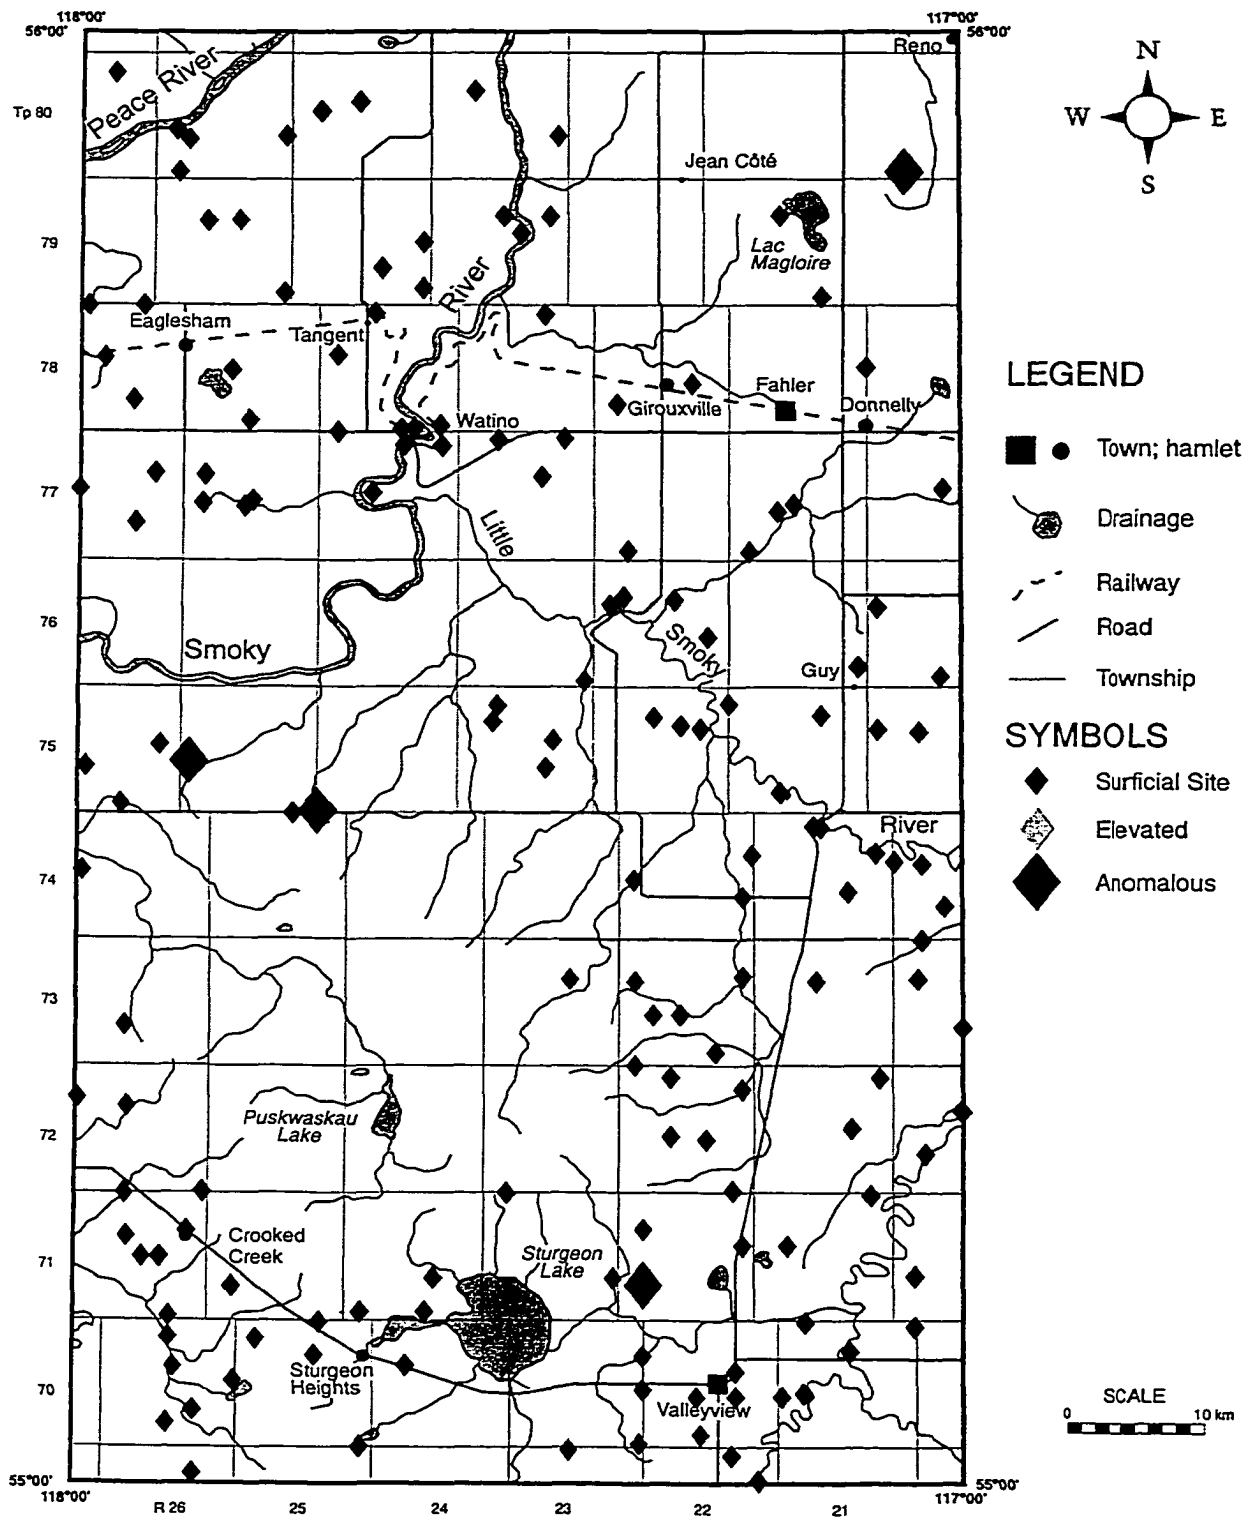 118°00'
117°00'
56°00'
56°00'
Reno
N
Peace River
Tp 80
W
E
Jean Côté
S
79
Lac
Magloire
River
Eaglesham
Tangent
78
Fahler
LEGEND
Girouxville
Donnelly
Watino
Town; hamlet
77
Little
Drainage
Railway
76
Smoky
Smoky
Road
Guy
Township
75
SYMBOLS
Surficial Site
River
Elevated
74
Anomalous
73
Puskwaskau
Lake
72
Crooked
Creek
Sturgeon
Lake
71
Sturgeon
Heights
70
Valleyview
SCALE
0
10 km
55°00'
55°00'
118°00'
117°00'
R 26
25
24
23
22
21